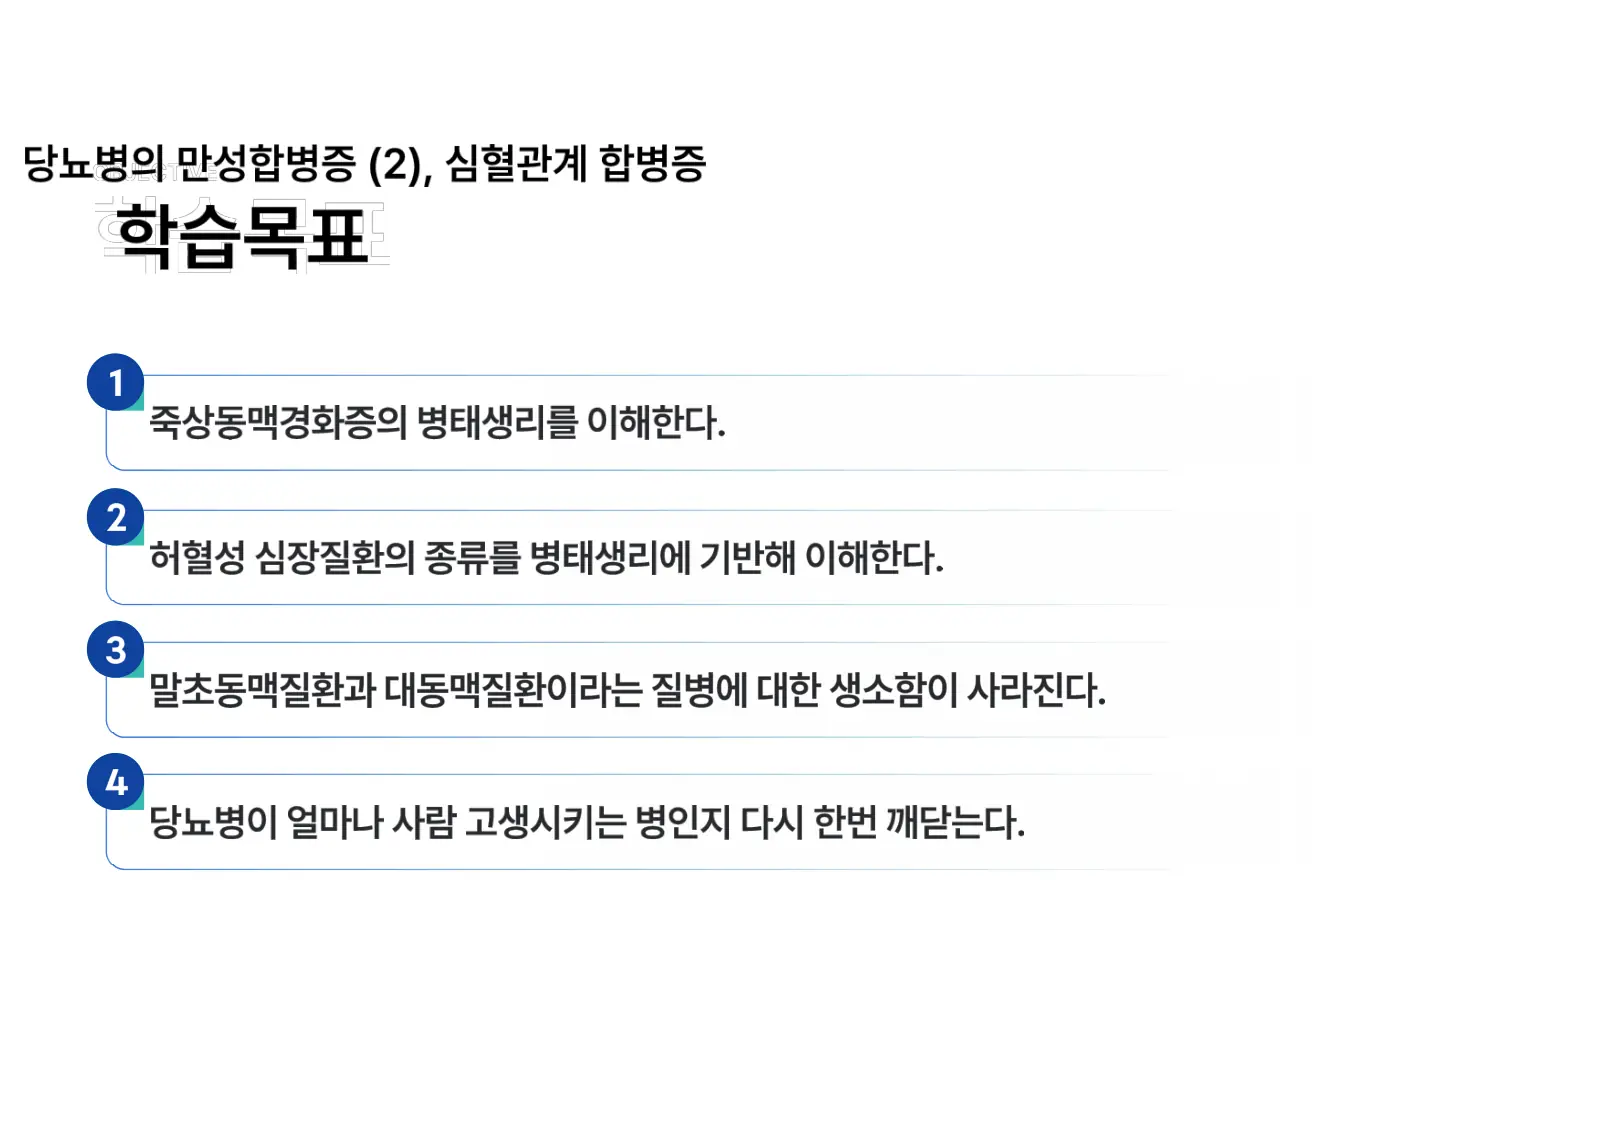 당뇨병의 만성합병증 (2), 심혈관계 합병증
OBJECTIVE
학습목표
1
죽상동맥경화증의 병태생리를 이해한다.
2
허혈성 심장질환의 종류를 병태생리에 기반해 이해한다.
3
말초동맥질환과 대동맥질환이라는 질병에 대한 생소함이 사라진다.
4
당뇨병이 얼마나 사람 고생시키는 병인지 다시 한번 깨닫는다.